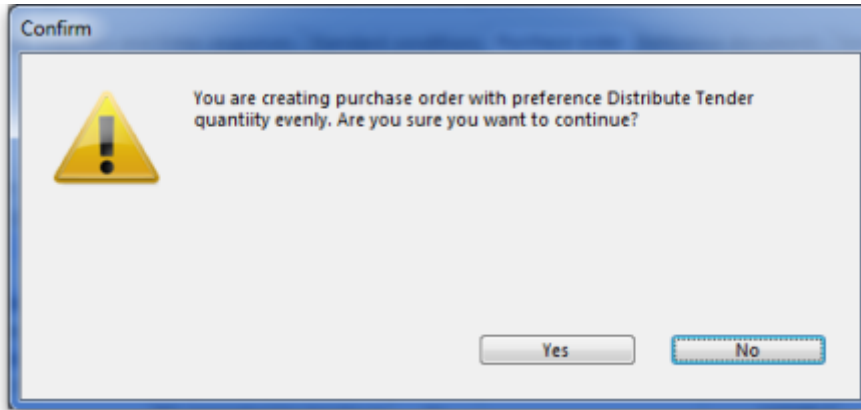 Confirm
You are creating purchase order with preference Distribute Tender
quantiity evenly. Are you sure you want to continue?
Yes
No